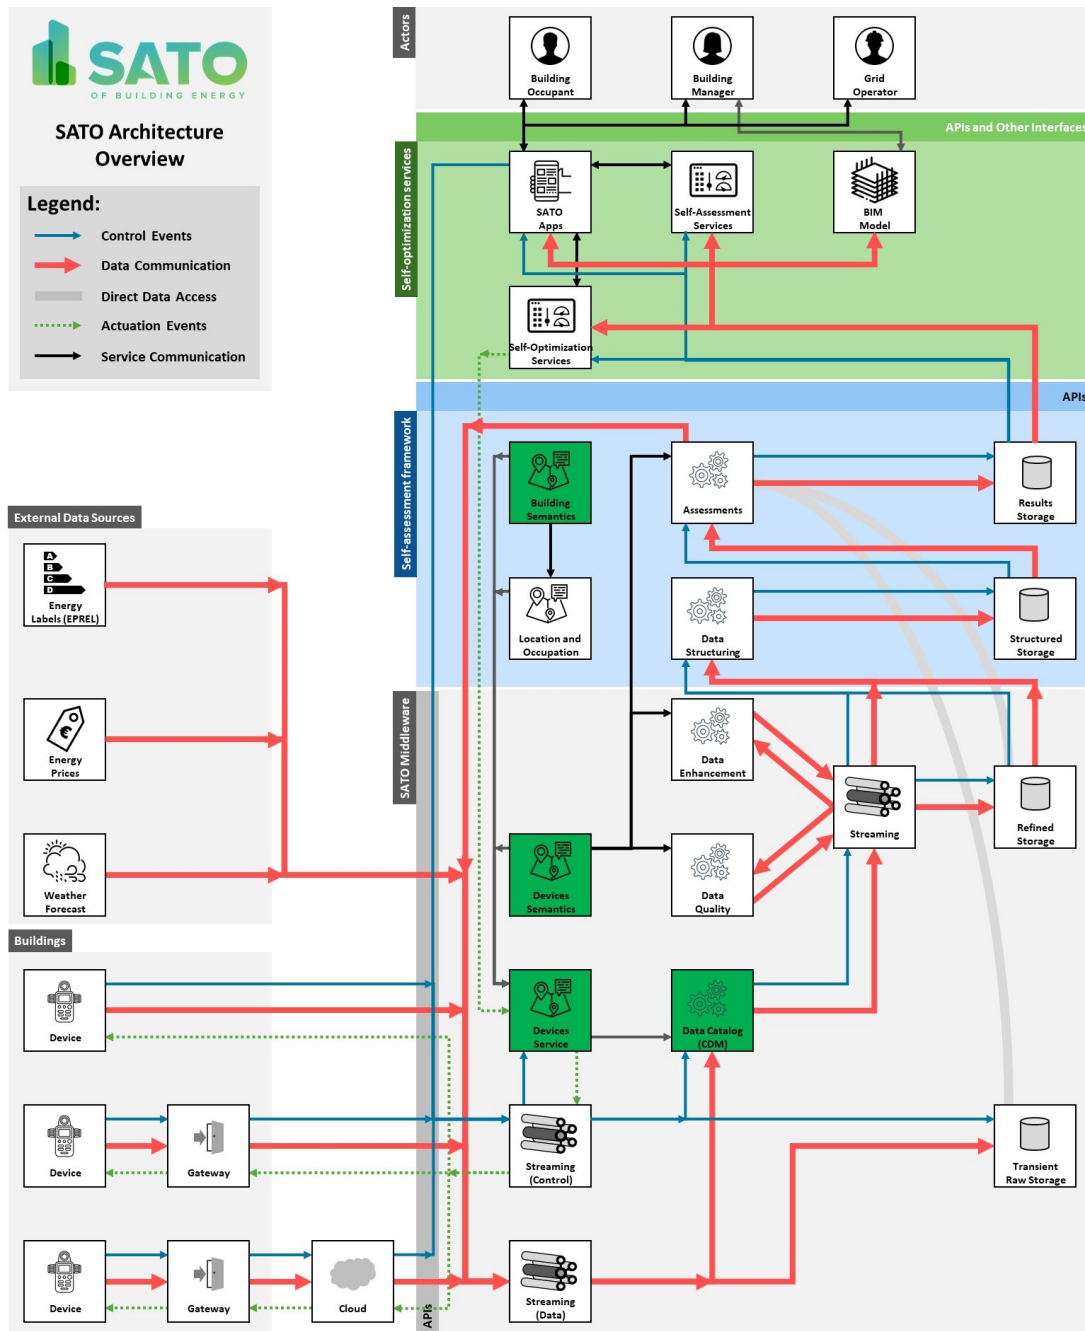 SATO
OF BUILDING ENERGY
SATO Architecture
Overview
Legend:
Control Events
Data Communication
Direct Data Access
Actuation Events
Service Communication
Actors
Building
Occupant
Building
Manager
Grid
Operator
APIs and Other Interfaces
Self-optimization services
SATO
Apps
Self-Assessment
Services
BIM
Model
Self-Optimization
Services
APIs
Self-assessment framework
Building
Semantics
Assessments
Results
Storage
Location and
Occupation
Data
Structuring
Structured
Storage
External Data Sources
A
B
C
D
Energy
Labels (EPREL)
€
Energy
Prices
Weather
Forecast
SATO Middleware
Data
Enhancement
Streaming
Refined
Storage
Devices
Semantics
Data
Quality
Buildings
Device
Devices
Service
Data Catalog
(CDM)
Device
Gateway
Streaming
(Control)
Transient
Raw Storage
Device
Gateway
Cloud
APIs
Streaming
(Data)